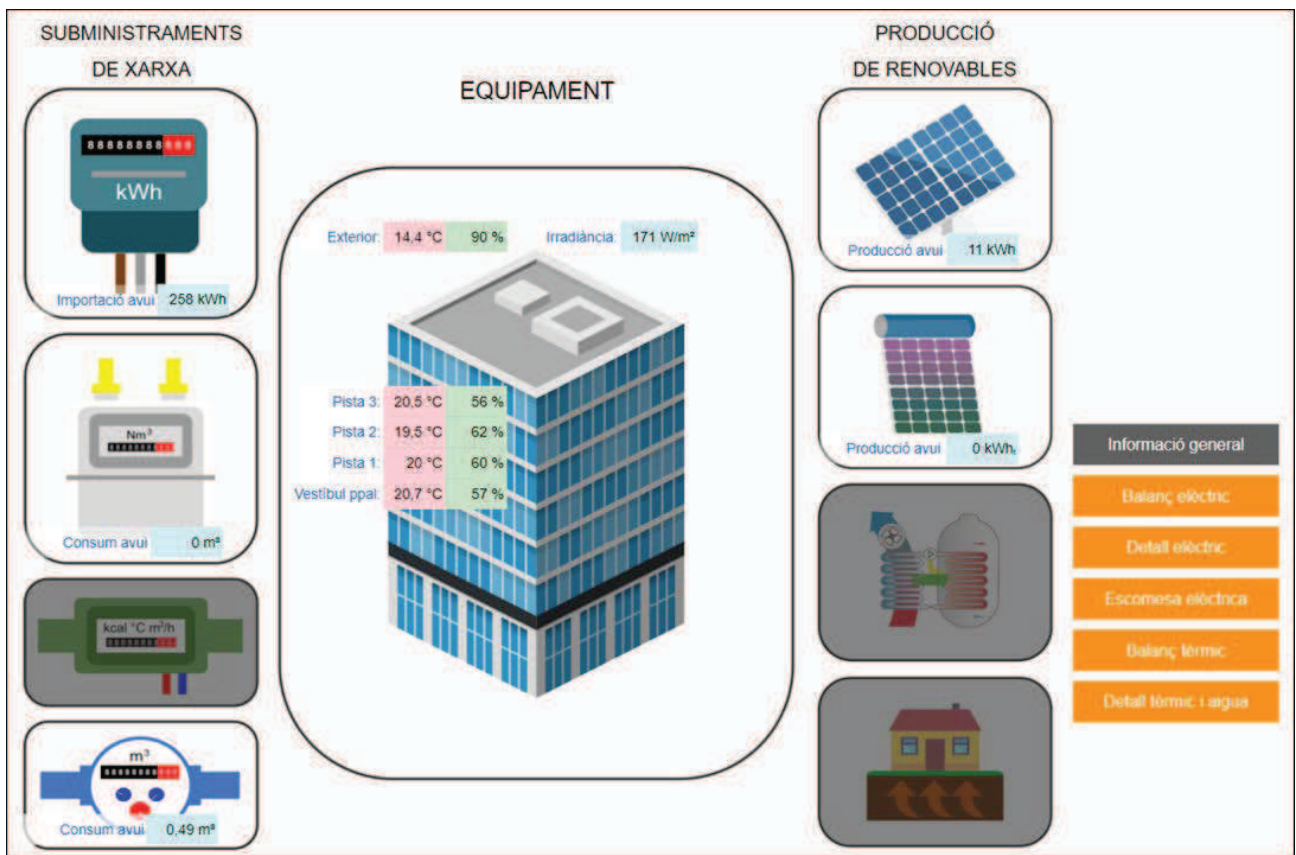 SUBMINISTRAMENTS
DE XARXA
88888888888
kWh
Importació avui 258 kWh
Nm³
Consum avui 0 m³
kcal °C m³/h
m³
Consum avui 0,49 m³
EQUIPAMENT
Exterior: 14,4 °C 90 % Irradiància: 171 W/m²
Pista 3: 20,5 °C 56 %
Pista 2: 19,5 °C 62 %
Pista 1: 20 °C 60 %
Vestíbul ppal: 20,7 °C 57 %
PRODUCCIÓ
DE RENOVABLES
Producció avui 11 kWh
Producció avui 0 kWhₜ
Informació general
Balanç elèctric
Detall elèctric
Escomesa elèctrica
Balanç tèrmic
Detall tèrmic i aigua